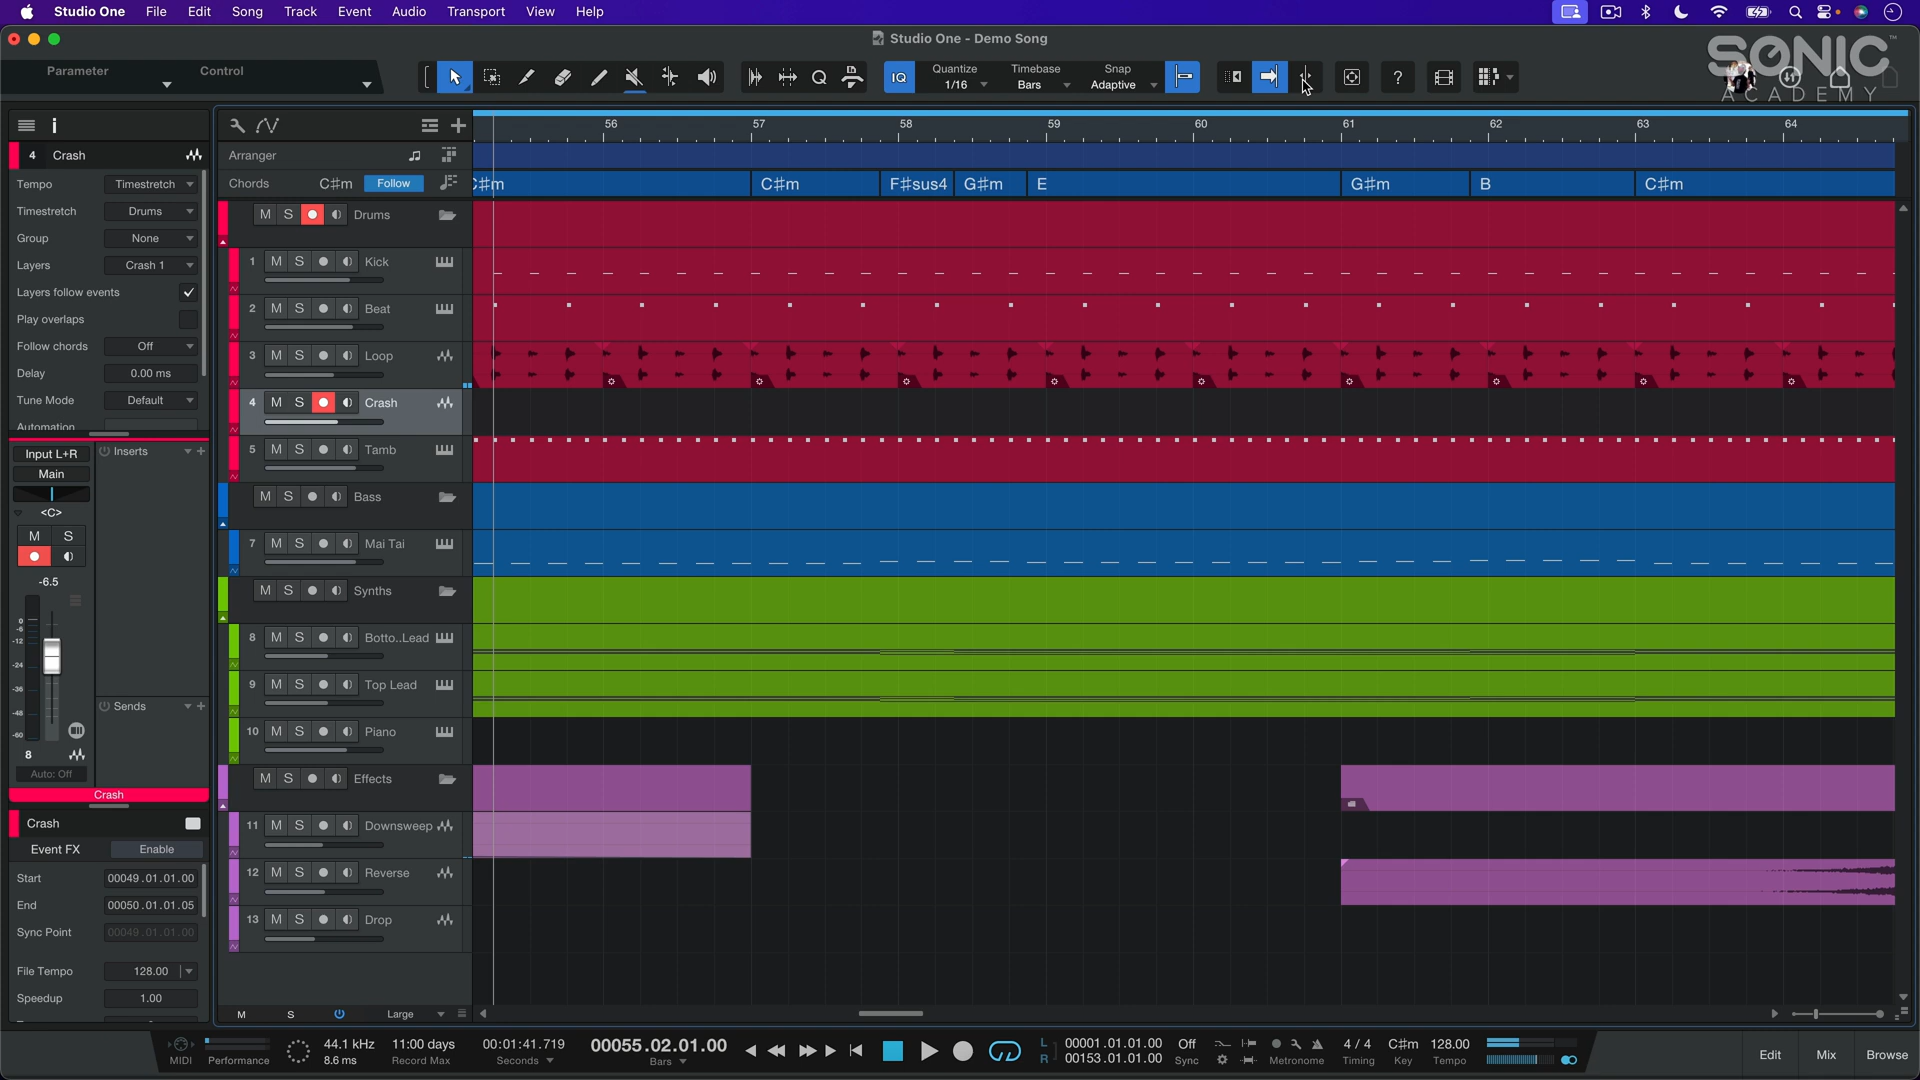 Studio One File Edit Song Track Event Audio Transport View Help
Studio One - Demo Song
SONIC ACADEMY ™
Parameter Control
IQ Quantize 1/16 Timebase Bars Snap Adaptive ?
56 57 58 59 60 61 62 63 64
4 Crash
Tempo Timestretch
Timestretch Drums
Group None
Layers Crash 1
Layers follow events
Play overlaps
Follow chords Off
Delay 0.00 ms
Tune Mode Default
Automation
Input L+R
Main
<C>
M S
-6.5
0
-6
-12
-24
-36
-48
-60
8
Auto: Off
Inserts
Sends
Crash
Crash
Event FX Enable
Start 00049.01.01.00
End 00050.01.01.05
Sync Point 00049.01.01.00
File Tempo 128.00
Speedup 1.00
Arranger
Chords C#m Follow
C#m C#m F#sus4 G#m E G#m B C#m
M S Drums
1 M S Kick
2 M S Beat
3 M S Loop
4 M S Crash
5 M S Tamb
M S Bass
7 M S Mai Tai
M S Synths
8 M S Botto..Lead
9 M S Top Lead
10 M S Piano
M S Effects
11 M S Downsweep
12 M S Reverse
13 M S Drop
M S Large
MIDI Performance
44.1 kHz
8.6 ms
11:00 days
Record Max
00:01:41.719
Seconds
00055.02.01.00
Bars
L 00001.01.01.00
R 00153.01.01.00
Off
Sync
Metronome
4 / 4
Timing
C#m
Key
128.00
Tempo
Edit Mix Browse